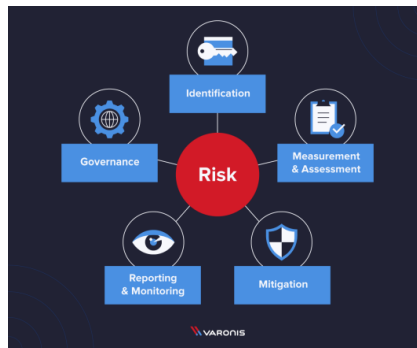 Identification
Governance
Risk
Measurement
& Assessment
Reporting
& Monitoring
Mitigation
VARONIS